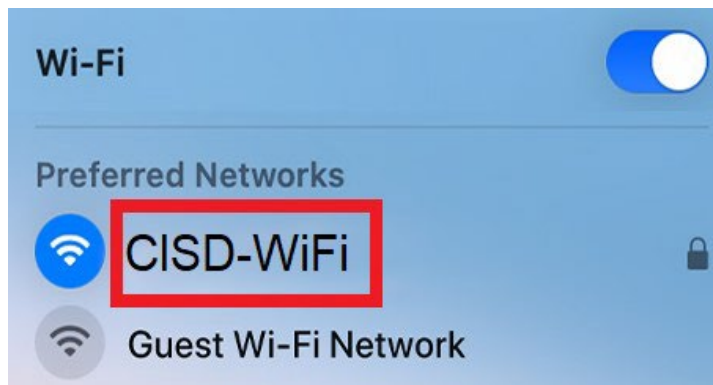 Wi-Fi
Preferred Networks
CISD-WiFi
Guest Wi-Fi Network